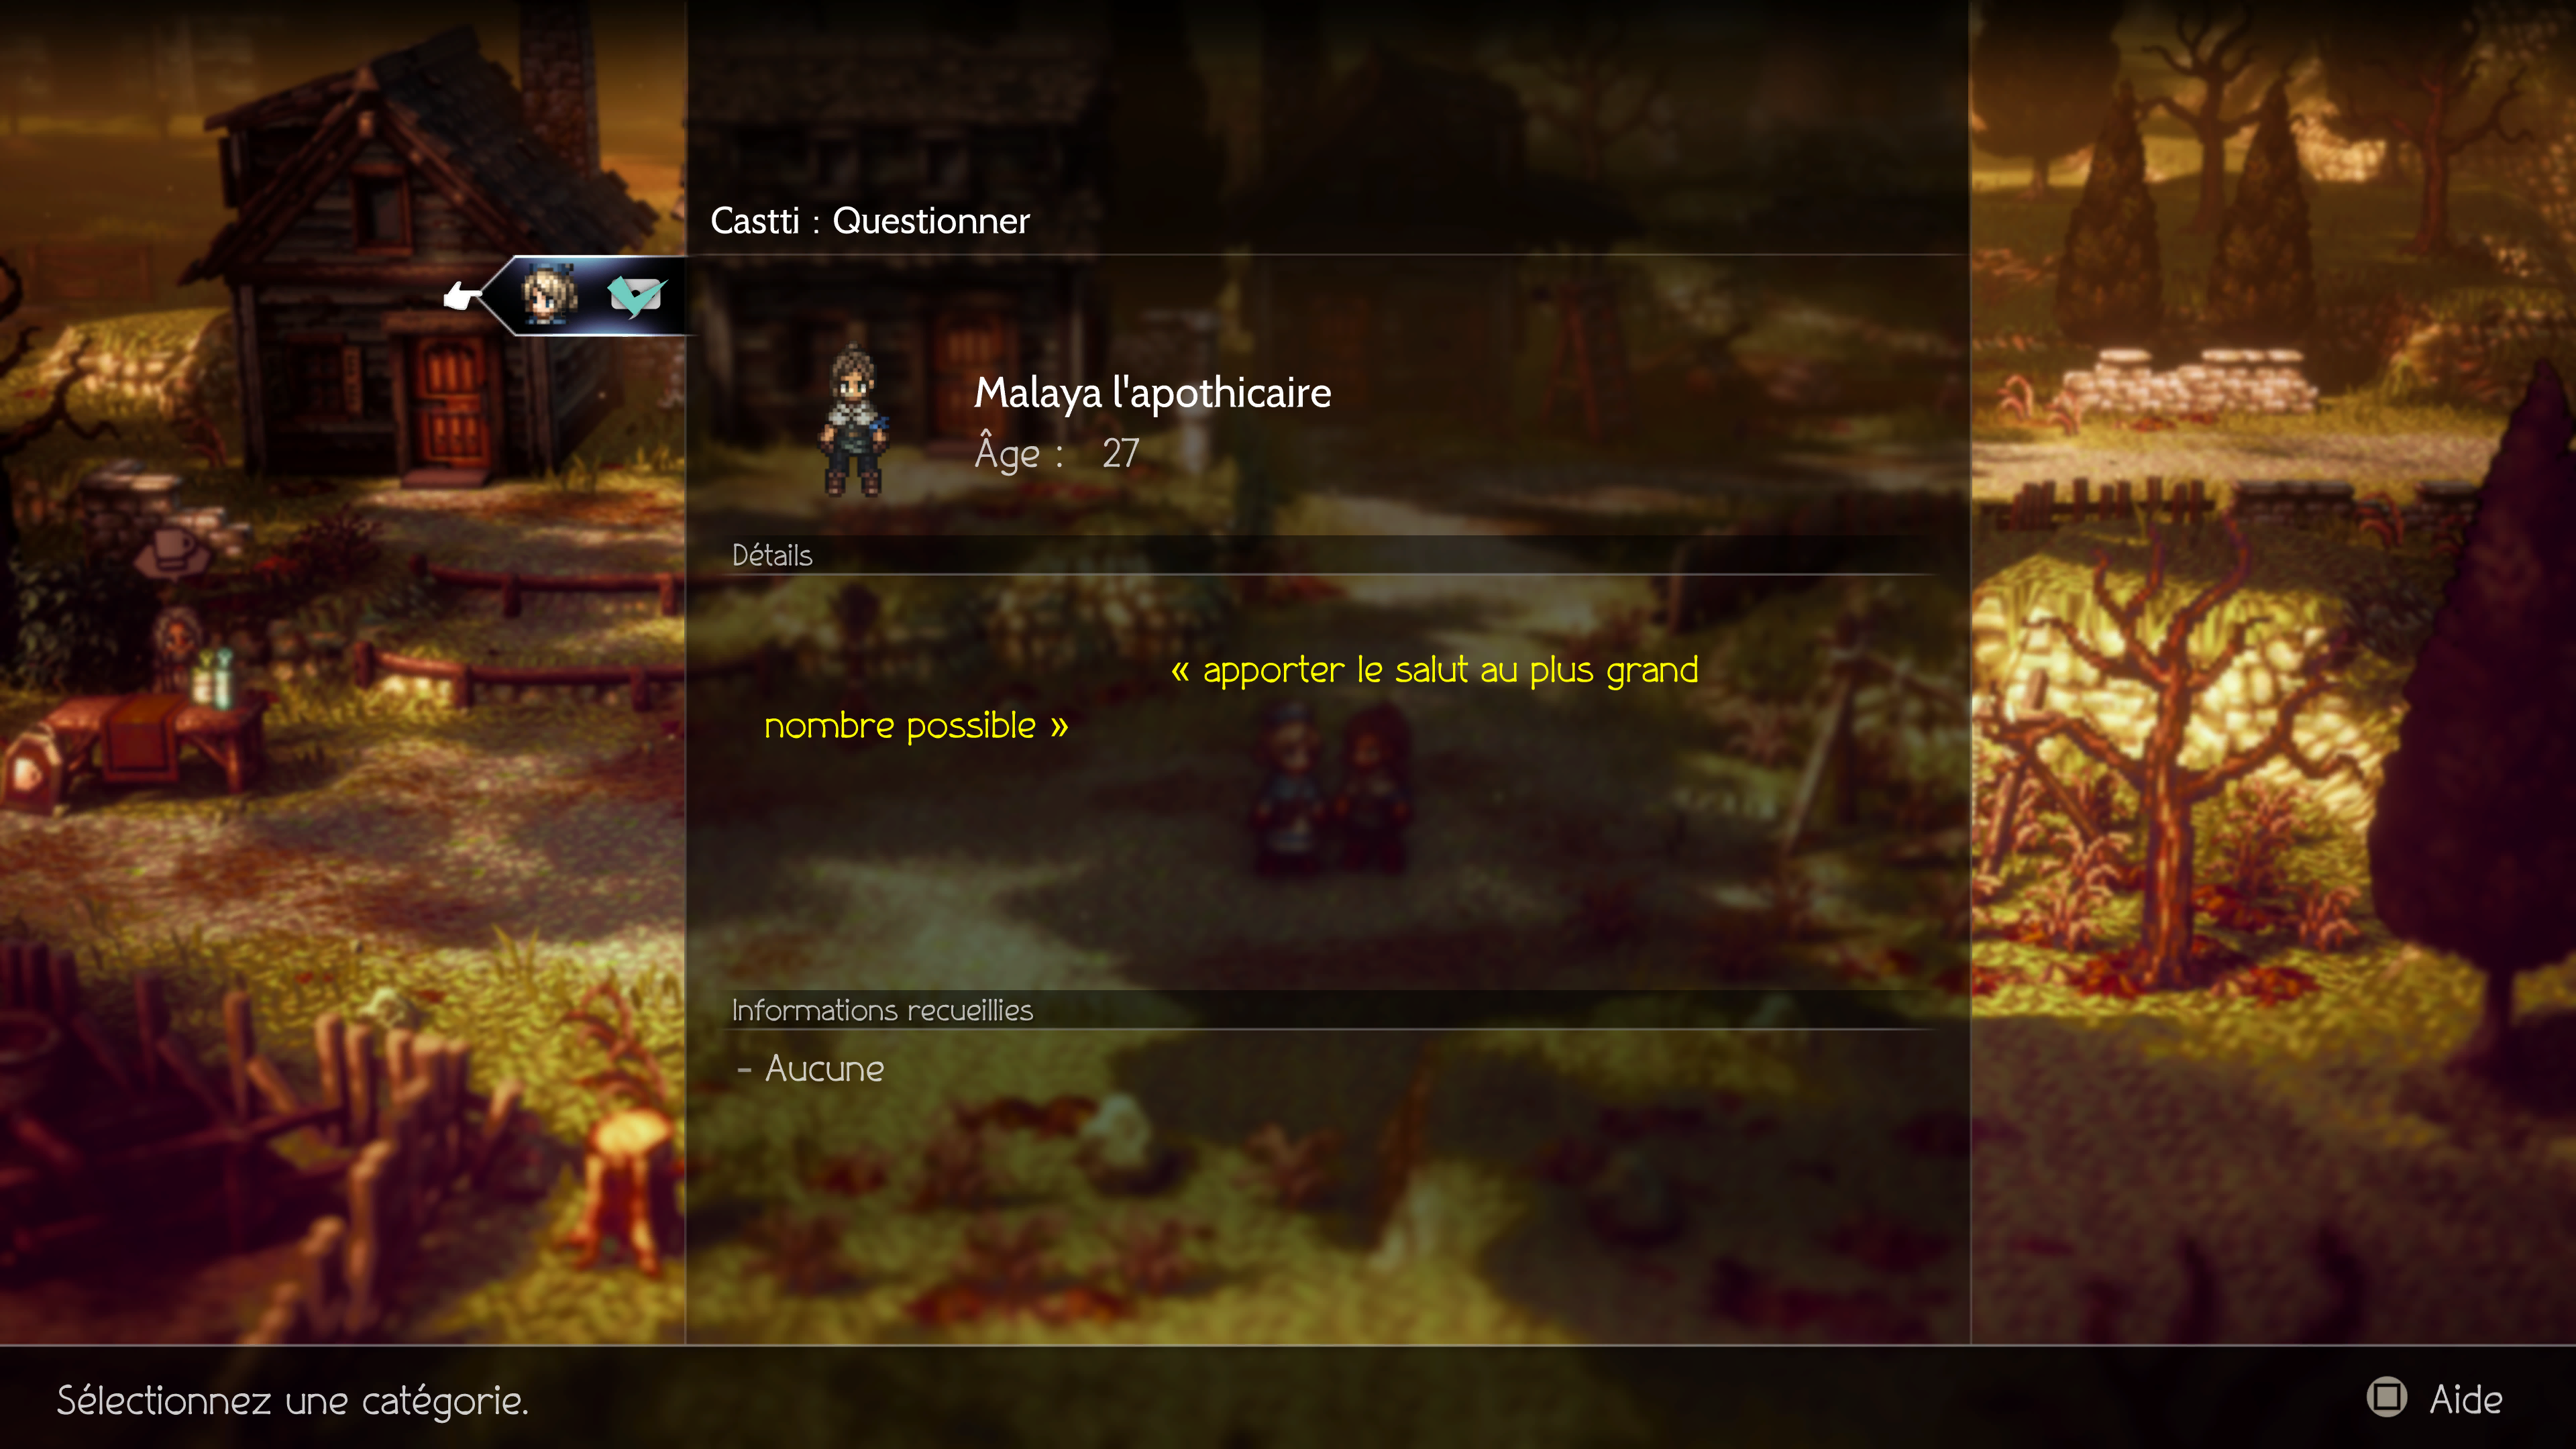 Castti : Questionner
Malaya l'apothicaire
Âge : 27
Détails
« apporter le salut au plus grand
nombre possible »
Informations recueillies
- Aucune
Sélectionnez une catégorie.
Aide